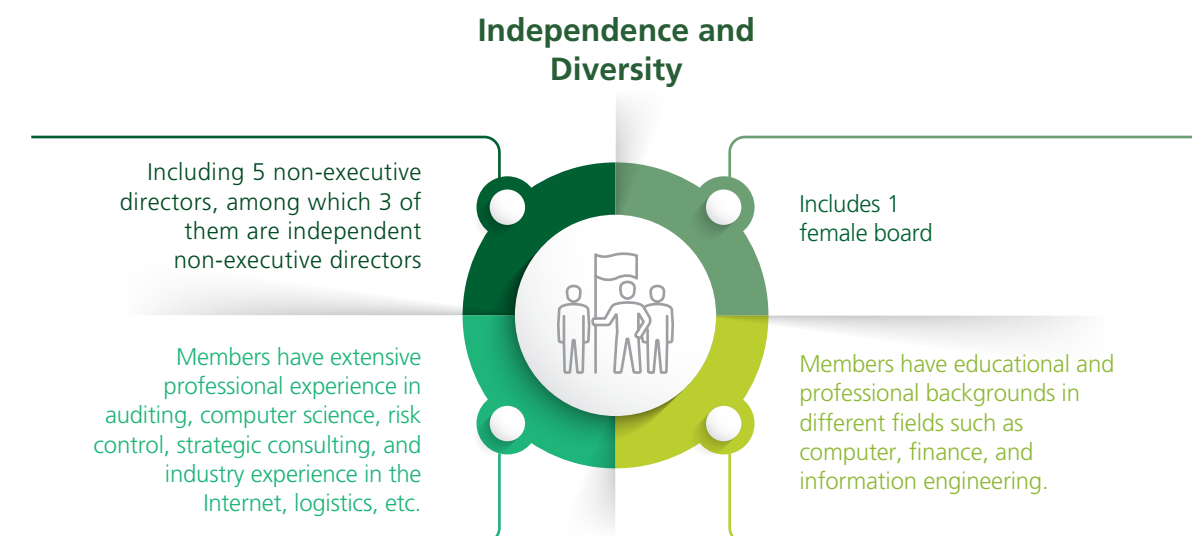 Independence and
Diversity
Including 5 non-executive
directors, among which 3 of
them are independent
non-executive directors
Includes 1
female board
Members have extensive
professional experience in
auditing, computer science, risk
control, strategic consulting, and
industry experience in the
Internet, logistics, etc.
Members have educational and
professional backgrounds in
different fields such as
computer, finance, and
information engineering.